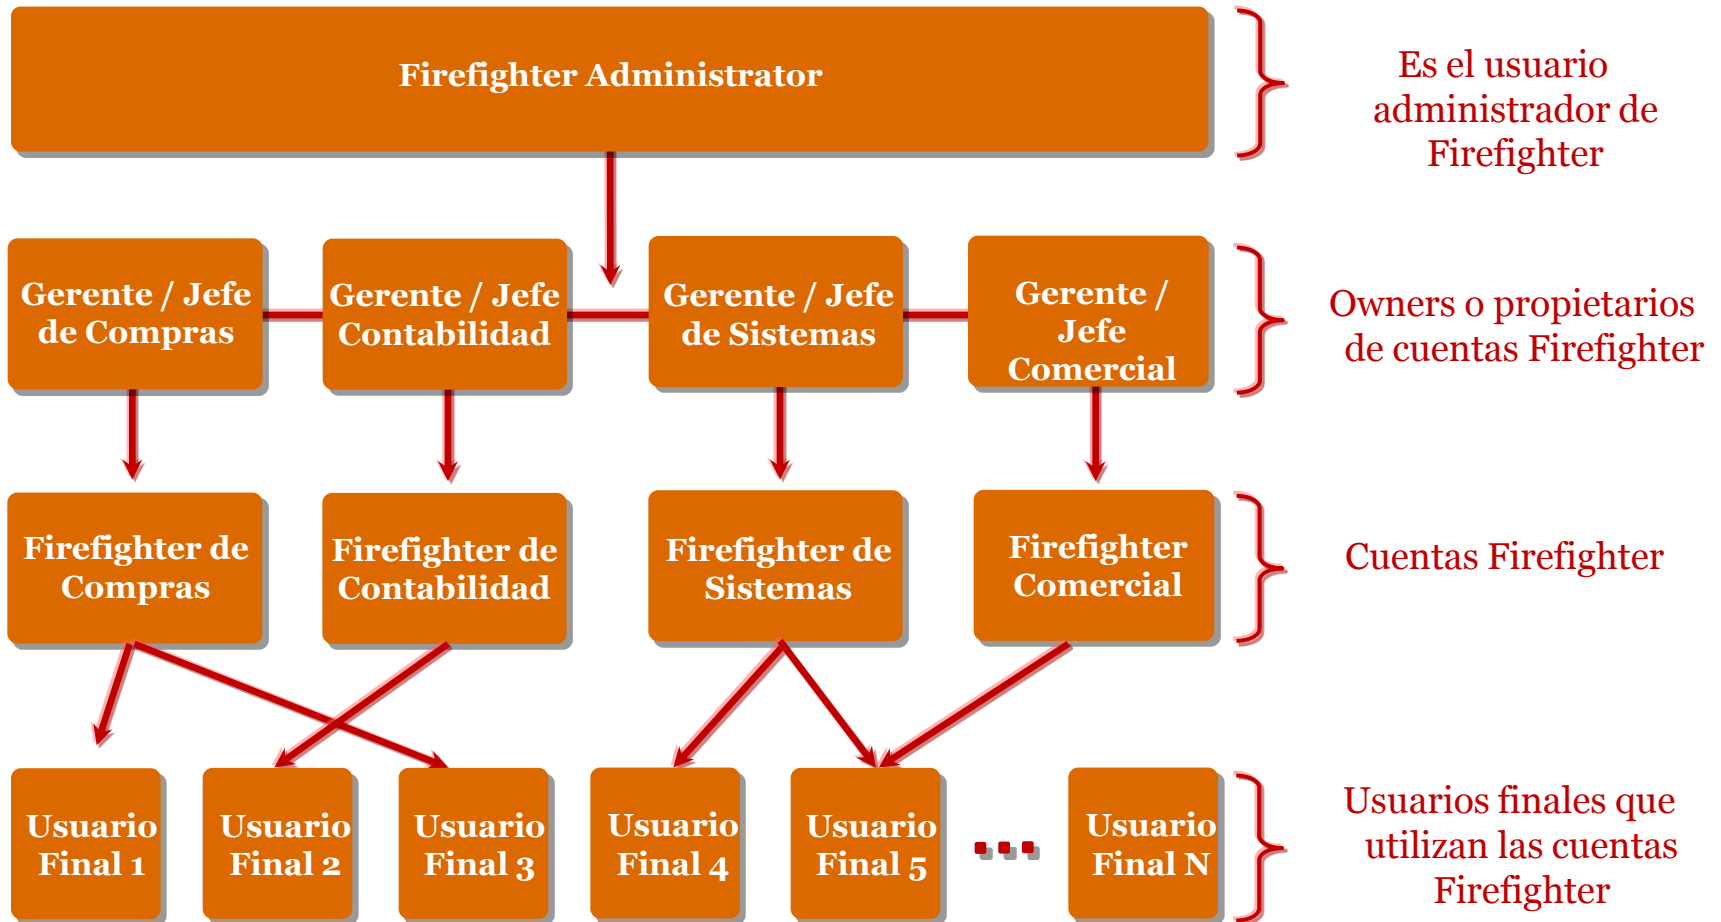 Firefighter Administrator
Es el usuario
administrador de
Firefighter
Gerente / Jefe
de Compras
Gerente / Jefe
Contabilidad
Gerente / Jefe
de Sistemas
Gerente /
Jefe
Comercial
Owners o propietarios
de cuentas Firefighter
Firefighter de
Compras
Firefighter de
Contabilidad
Firefighter de
Sistemas
Firefighter
Comercial
Cuentas Firefighter
Usuario
Final 1
Usuario
Final 2
Usuario
Final 3
Usuario
Final 4
Usuario
Final 5
...
Usuario
Final N
Usuarios finales que
utilizan las cuentas
Firefighter